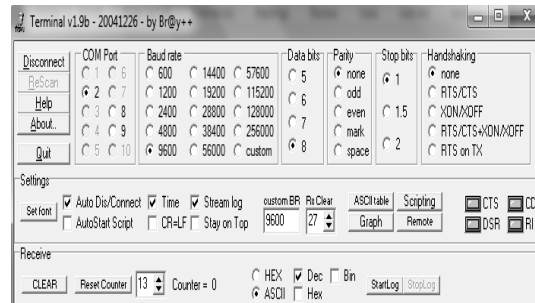 Terminal v1.9b - 20041226 - by Br@y++
Disconnect
ReScan
Help
About..
Quit
COM Port
1 6
2 7
3 8
4 9
5 10
Baud rate
600 14400 57600
1200 19200 115200
2400 28800 128000
4800 38400 256000
9600 56000 custom
Data bits
5
6
7
8
Parity
none
odd
even
mark
space
Stop bits
1
1.5
2
Handshaking
none
RTS/CTS
XON/XOFF
RTS/CTS+XON/XOFF
RTS on TX
Settings
Set font
Auto Dis/Connect Time Stream log
AutoStart Script CR=LF Stay on Top
custom BR Rx Clear
9600 27
ASCII table Scripting
Graph Remote
CTS CD
DSR RI
Receive
CLEAR Reset Counter 13 Counter = 0
HEX Dec Bin
ASCII Hex
StartLog StopLog